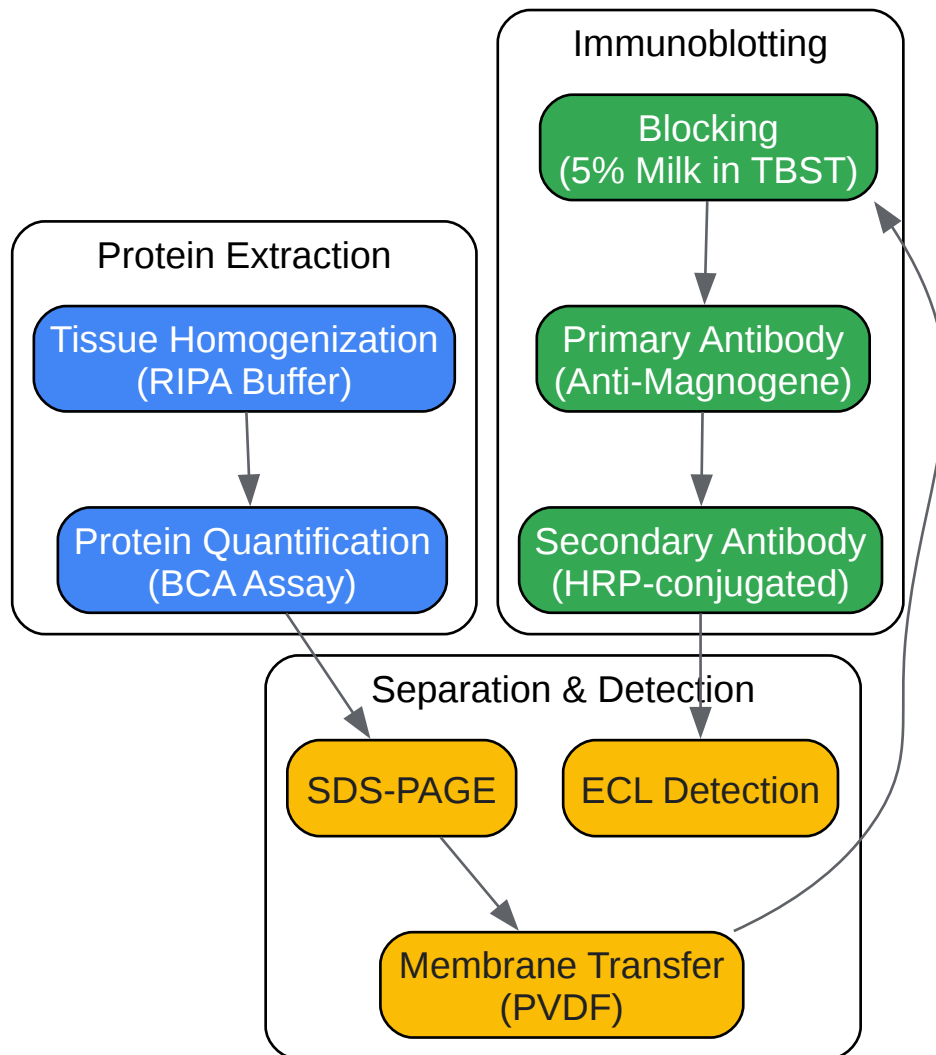 Immunoblotting
Blocking
(5% Milk in TBST)
Protein Extraction
Tissue Homogenization
(RIPA Buffer)
Primary Antibody
(Anti-Magnogene)
Protein Quantification
(BCA Assay)
Secondary Antibody
(HRP-conjugated)
Separation & Detection
SDS-PAGE
ECL Detection
Membrane Transfer
(PVDF)